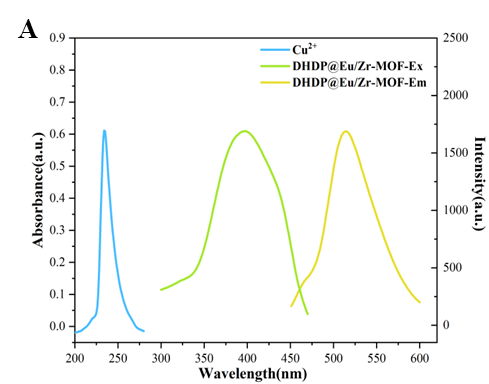 A
0.9
0.8
0.7
0.6
0.5
0.4
0.3
0.2
0.1
0.0
Absorbance(a.u.)
Cu²⁺
DHDP@Eu/Zr-MOF-Ex
DHDP@Eu/Zr-MOF-Em
2500
2000
1500
1000
500
0
Intensity(a.u.)
200 250 300 350 400 450 500 550 600
Wavelength(nm)